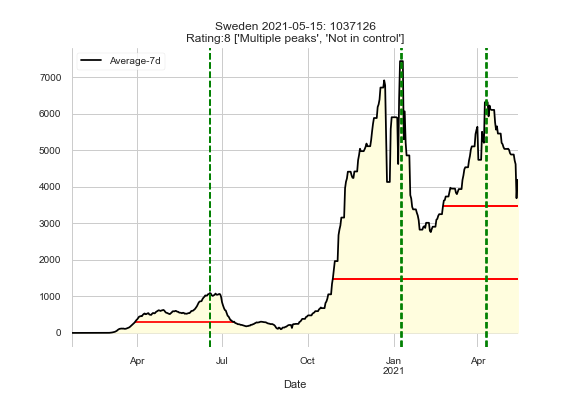 Sweden 2021-05-15: 1037126
Rating:8 ['Multiple peaks', 'Not in control']
Average-7d
7000
6000
5000
4000
3000
2000
1000
0
Apr Jul Oct Jan Apr
2021
Date